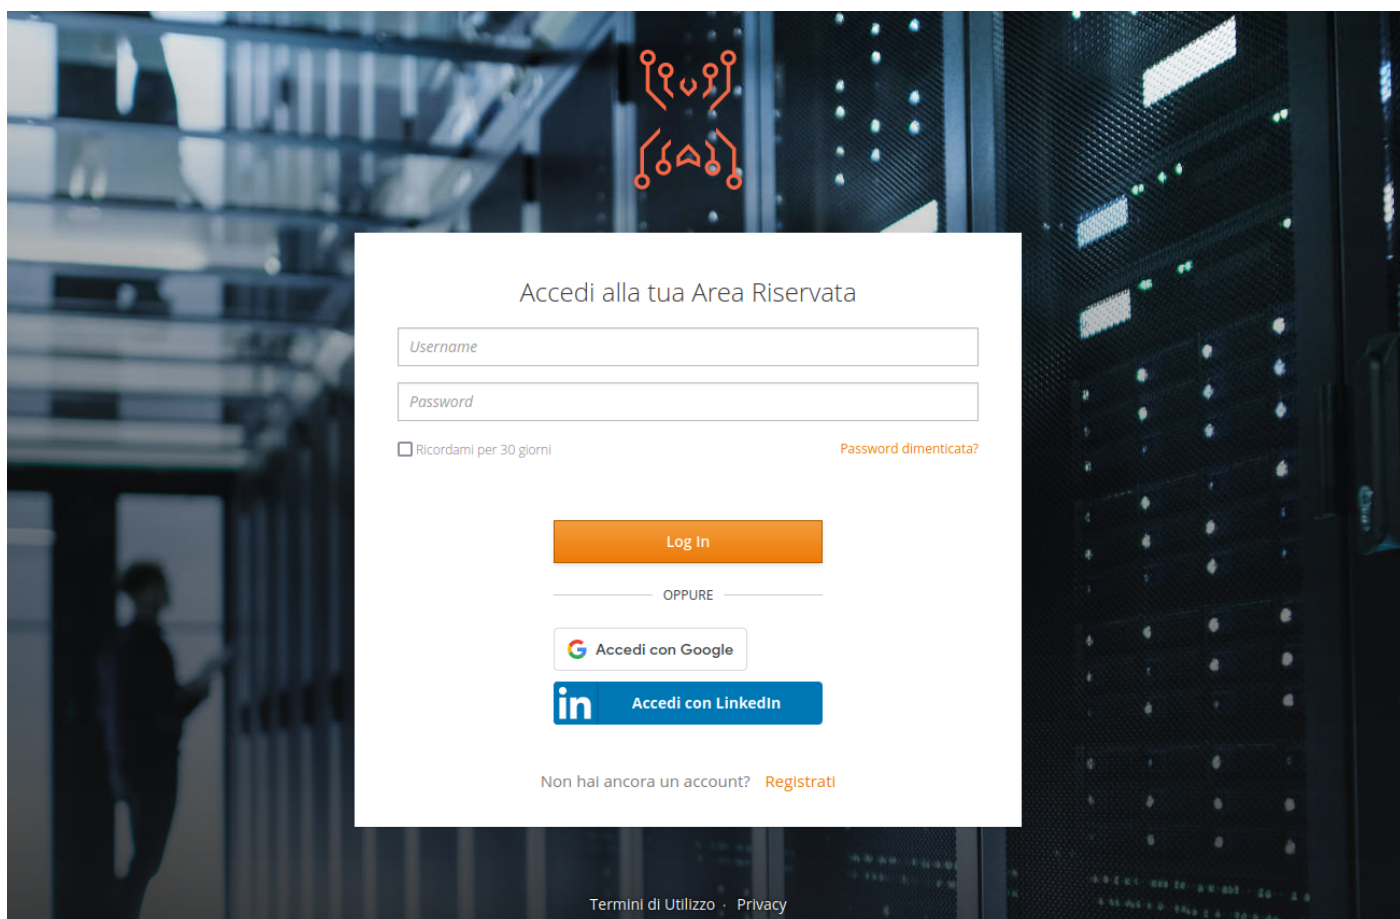 Accedi alla tua Area Riservata
Username
Password
Ricordami per 30 giorni
Password dimenticata?
Log In
OPPURE
Accedi con Google
in Accedi con LinkedIn
Non hai ancora un account? Registrati
Termini di Utilizzo · Privacy